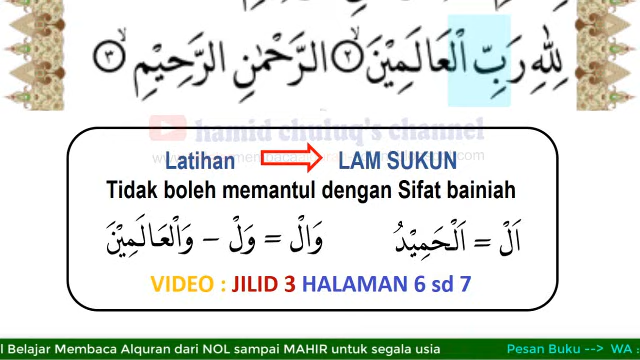 لِلّٰهِ رَبِّ الْعَالَمِيْنَ ۙ ٢ الرَّحْمٰنِ الرَّحِيْمِ ۙ ٣
hamid chuluq's channel
Latihan LAM SUKUN
Tidak boleh memantul dengan Sifat bainiah
اَلْ = اَلْحَمِيْدُ وَالْ = وَلْ – وَالْعَالَمِيْنَ
VIDEO : JILID 3 HALAMAN 6 sd 7
l Belajar Membaca Alquran dari NOL sampai MAHIR untuk segala usia Pesan Buku --> WA :